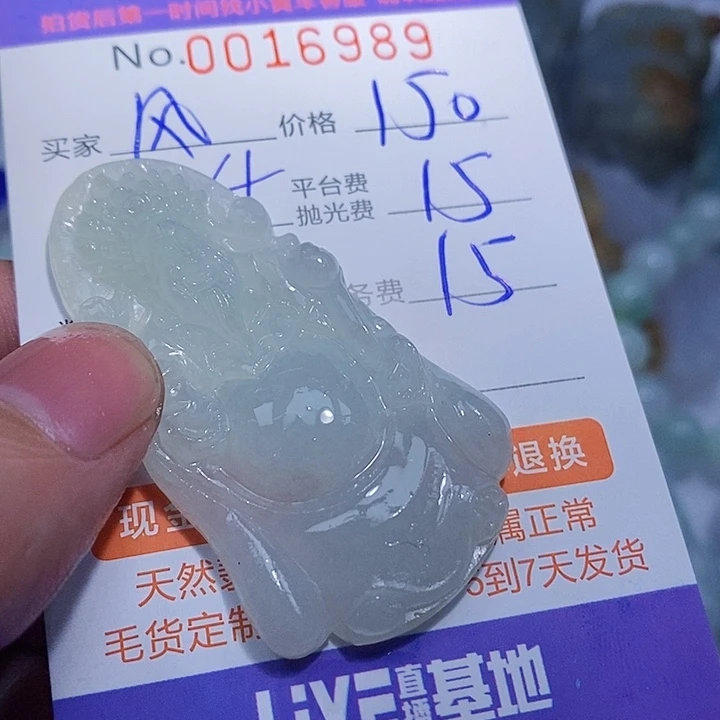 No.0016989
买家 风 价格 150
4 平台费 抛光费 15
务费 15
现金 退换
天然 属正常
毛货定制 到7天发货
LiVE直播基地